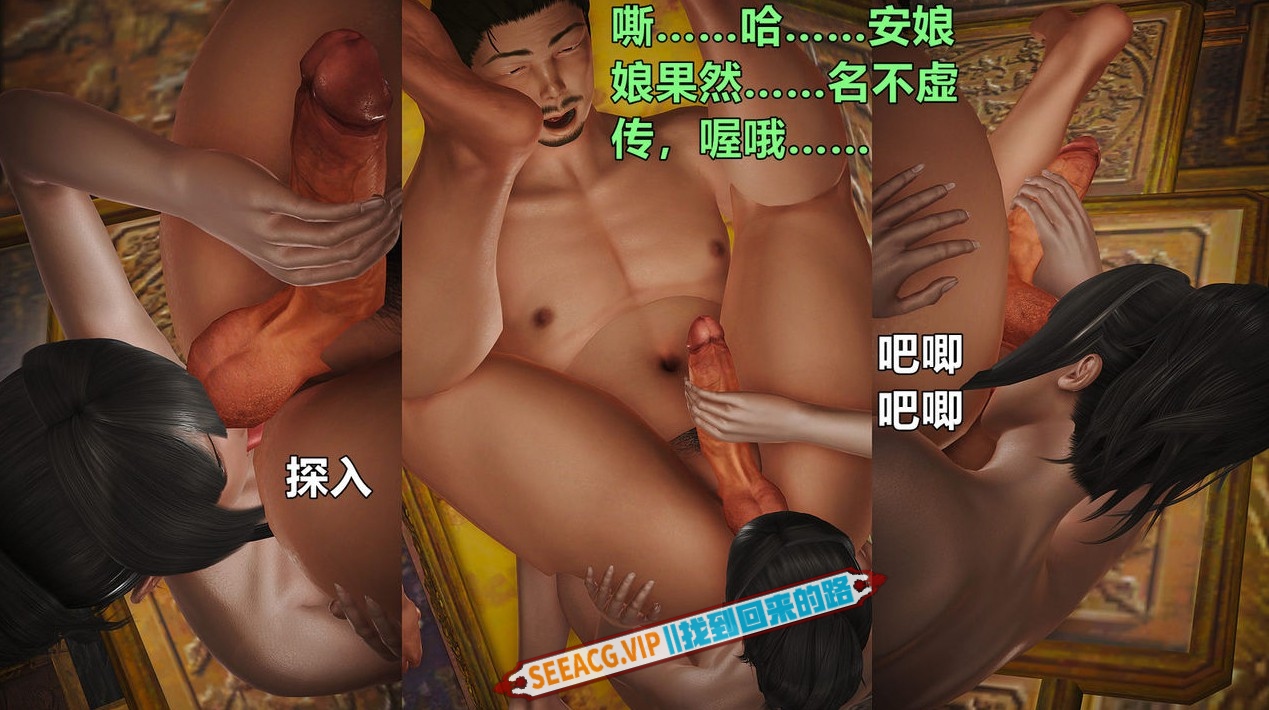 嘶……哈……安娘
娘果然……名不虚
传，喔哦……
探入
吧唧
吧唧
SEEACG.VIP ||找到回来的路